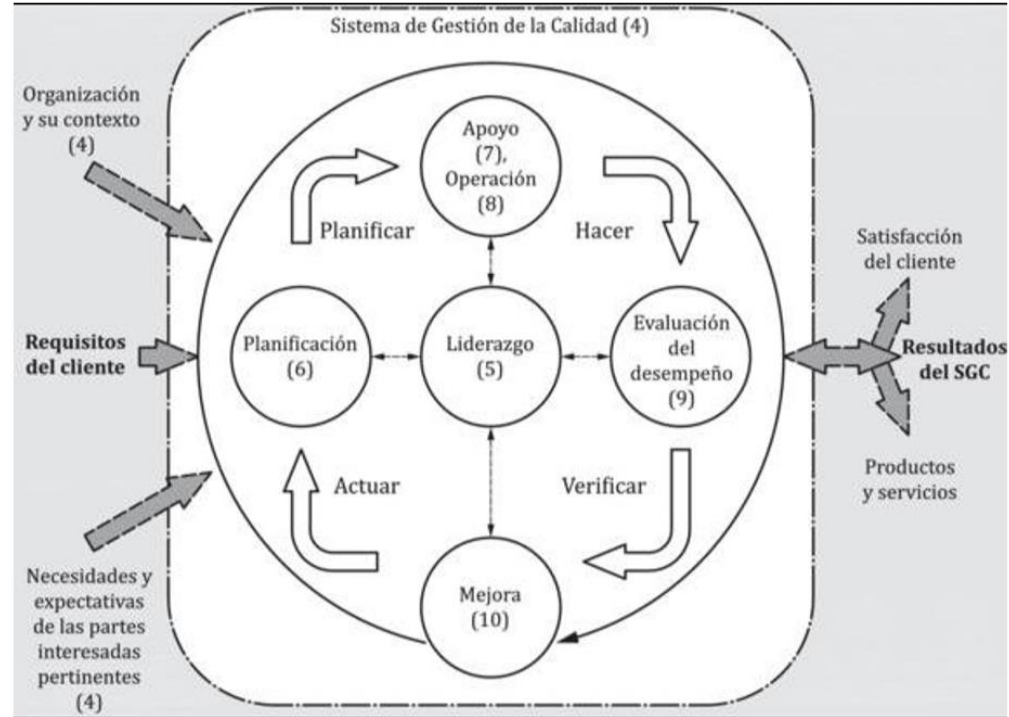 Sistema de Gestión de la Calidad (4)
Organización
y su contexto
(4)
Apoyo
(7),
Operación
(8)
Planificar
Hacer
Satisfacción
del cliente
Requisitos
del cliente
Planificación
(6)
Liderazgo
(5)
Evaluación
del
desempeño
(9)
Resultados
del SGC
Actuar
Verificar
Productos
y servicios
Necesidades y
expectativas
de las partes
interesadas
pertinentes
(4)
Mejora
(10)